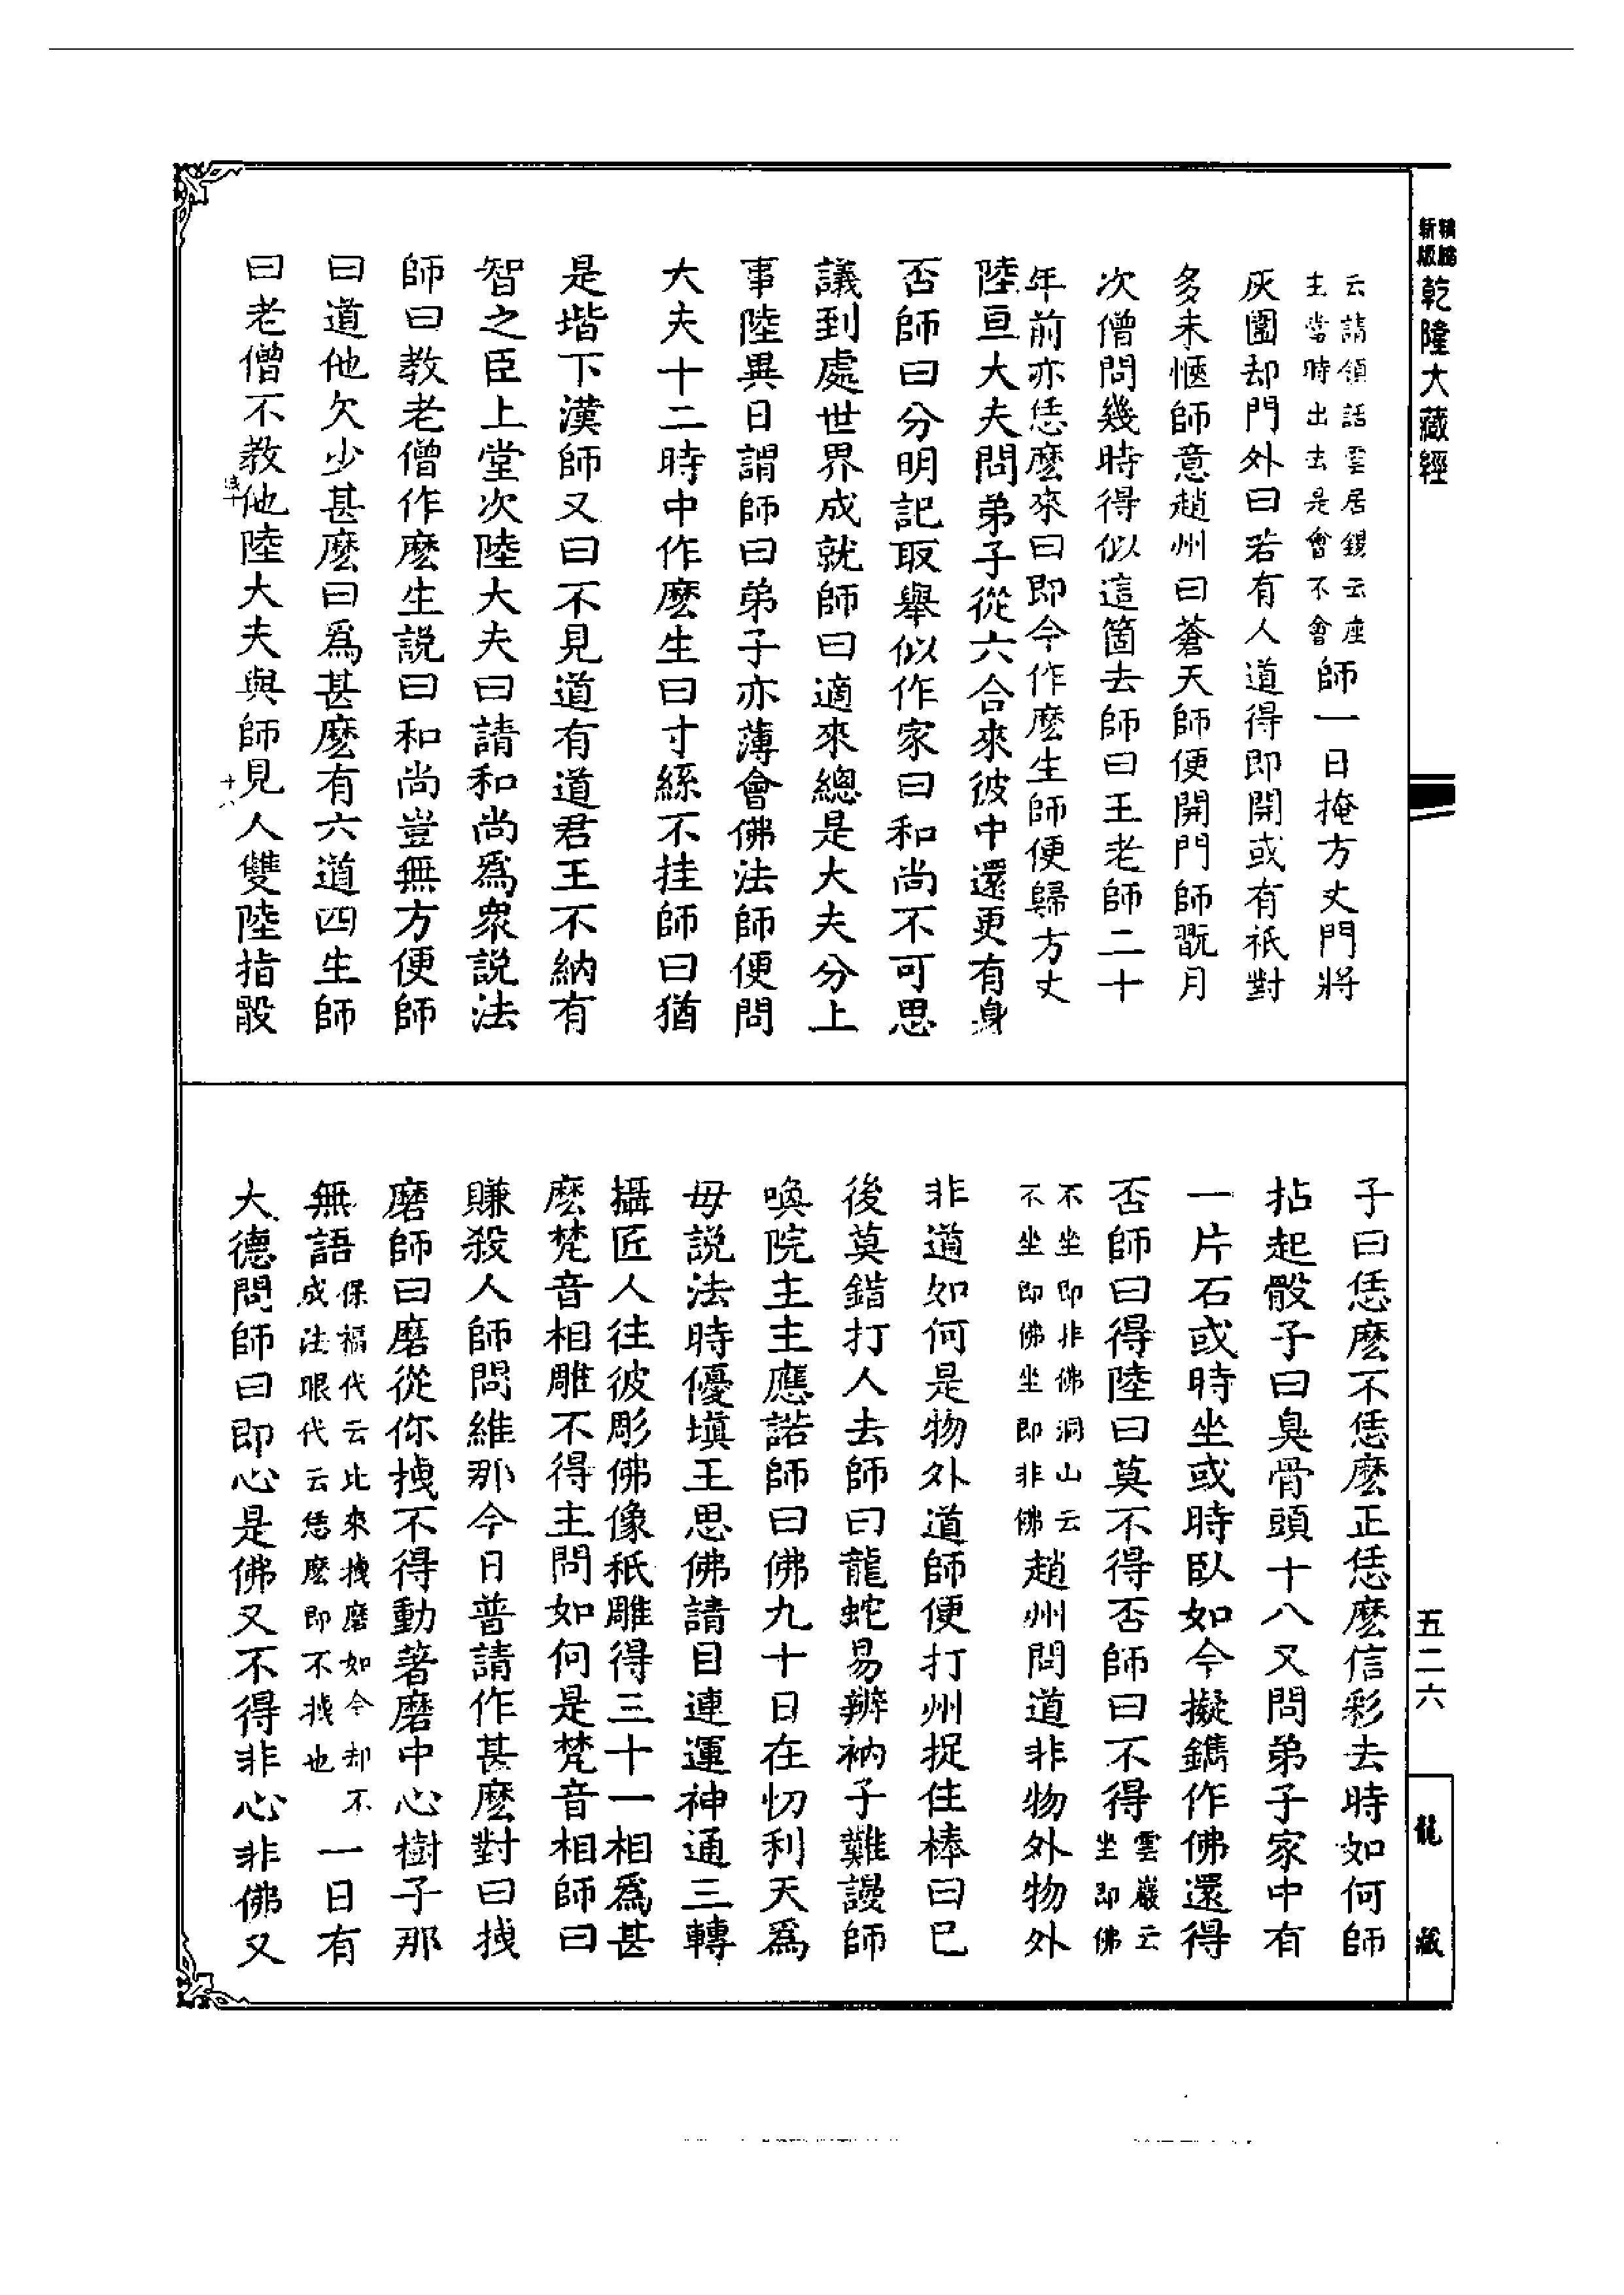 精縮
新版
乾隆大藏經
云請領話雲居錫云座
主當時出去是會不會
師一日掩方丈門將
灰圍却門外曰若有人道得即開或有祇對
多未愜師意趙州曰蒼天師便開門師翫月
次僧問幾時得似這箇去師曰王老師二十
年前亦恁麼來曰即今作麼生師便歸方丈
陸亘大夫問弟子從六合來彼中還更有身
否師曰分明記取舉似作家曰和尚不可思
議到處世界成就師曰適來總是大夫分上
事陸異日謂師曰弟子亦薄會佛法師便問
大夫十二時中作麼生曰寸絲不挂師曰猶
是堦下漢師又曰不見道有道君王不納有
智之臣上堂次陸大夫曰請和尚爲衆説法
師曰教老僧作麼生説曰和尚豈無方便師
曰道他欠少甚麼曰爲甚麼有六道四生師
曰老僧不教他陸大夫與師見人雙陸指骰
十八
子曰恁麼不恁麼正恁麼信彩去時如何師
拈起骰子曰臭骨頭十八又問弟子家中有
一片石或時坐或時臥如今擬鐫作佛還得
否師曰得陸曰莫不得否師曰不得
雲巖云
坐即佛
不坐即非佛洞山云
不坐即佛坐即非佛
趙州問道非物外物外
非道如何是物外道師便打州捉住棒曰已
後莫錯打人去師曰龍蛇易辨衲子難謾師
喚院主主應諾師曰佛九十日在忉利天爲
母説法時優塡王思佛請目連運神通三轉
攝匠人往彼彫佛像秖雕得三十一相爲甚
麼梵音相雕不得主問如何是梵音相師曰
賺殺人師問維那今日普請作甚麼對曰拽
磨師曰磨從你拽不得動著磨中心樹子那
無語
保福代云比來拽磨如今却不
成法眼代云恁麼即不拽也
一日有
大德問師曰即心是佛又不得非心非佛又
五二六
龍藏